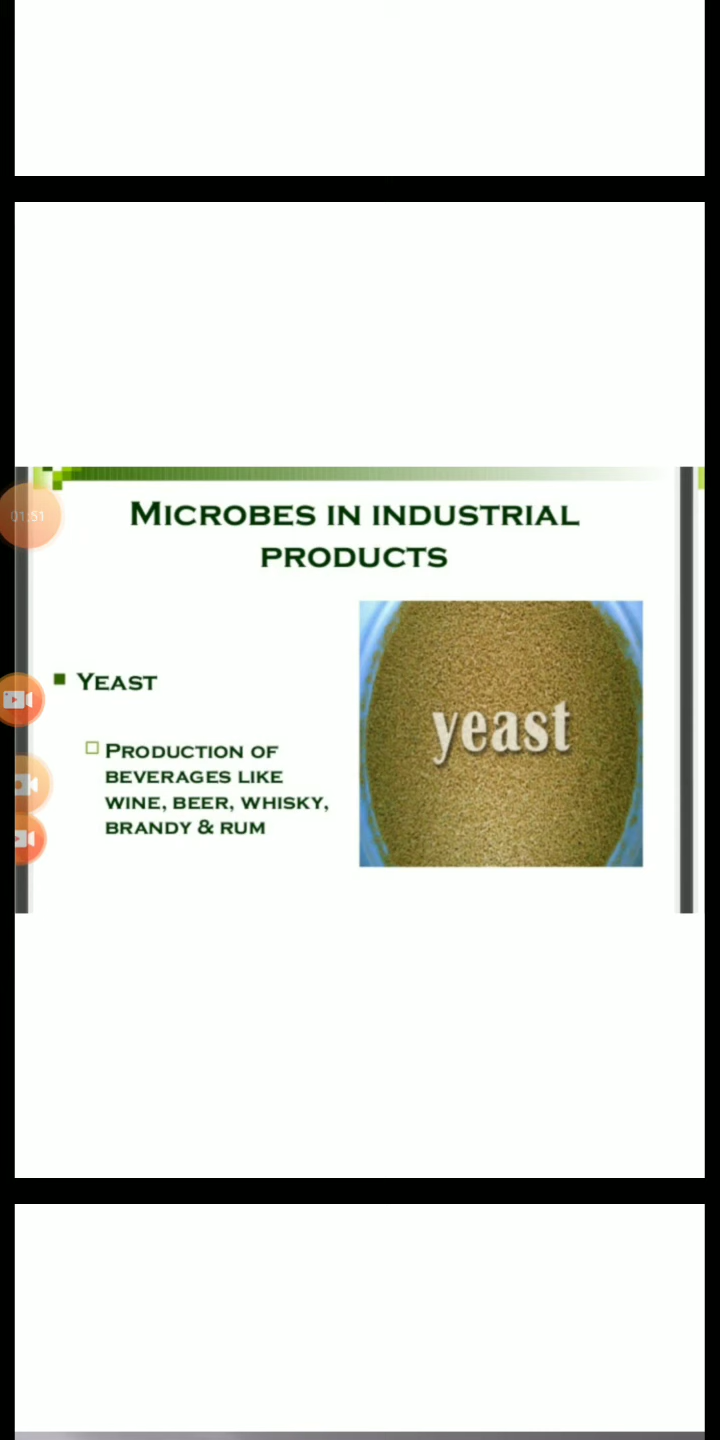 MICROBES IN INDUSTRIAL
PRODUCTS
01:51
YEAST
yeast
PRODUCTION OF
BEVERAGES LIKE
WINE, BEER, WHISKY,
BRANDY & RUM